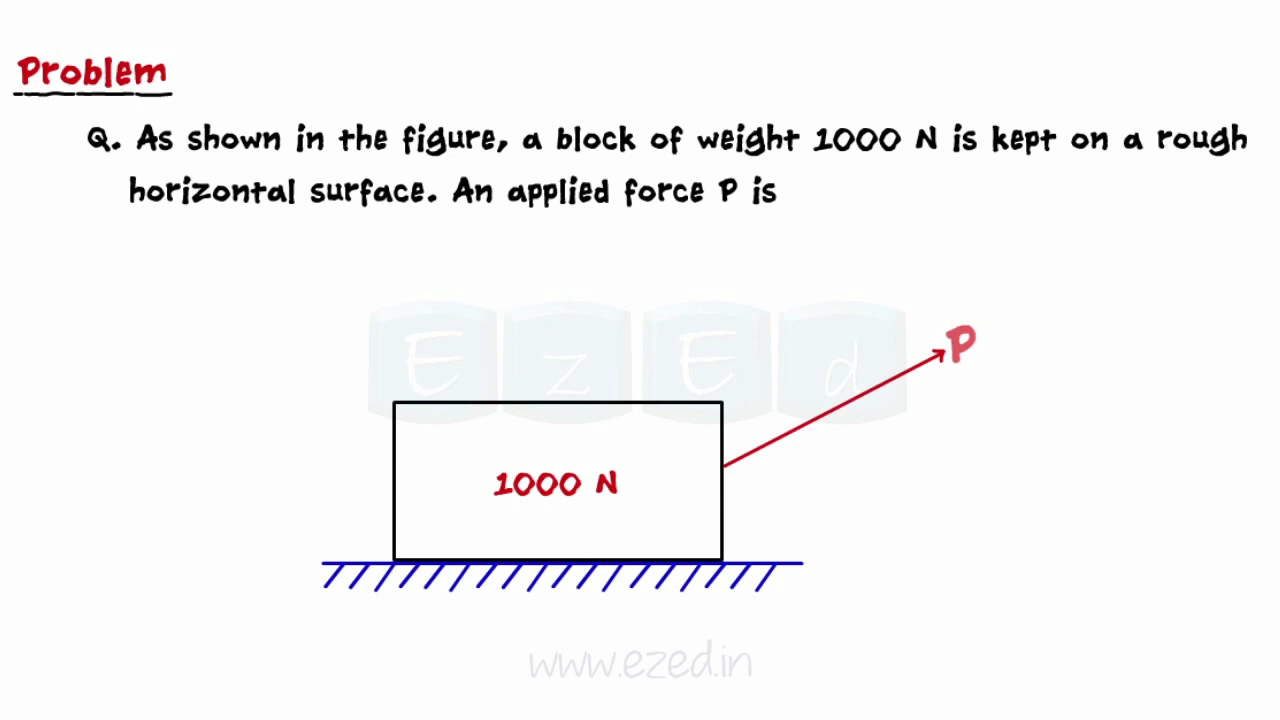 Problem
Q. As shown in the figure, a block of weight 1000 N is kept on a rough
horizontal surface. An applied force P is
E z E d
P
1000 N
www.ezed.in